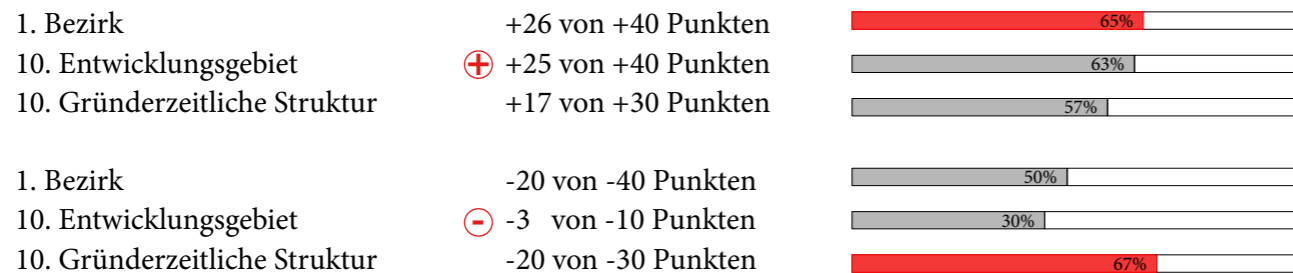 1. Bezirk +26 von +40 Punkten 65%
10. Entwicklungsgebiet + +25 von +40 Punkten 63%
10. Gründerzeitliche Struktur +17 von +30 Punkten 57%
1. Bezirk -20 von -40 Punkten 50%
10. Entwicklungsgebiet - -3 von -10 Punkten 30%
10. Gründerzeitliche Struktur -20 von -30 Punkten 67%